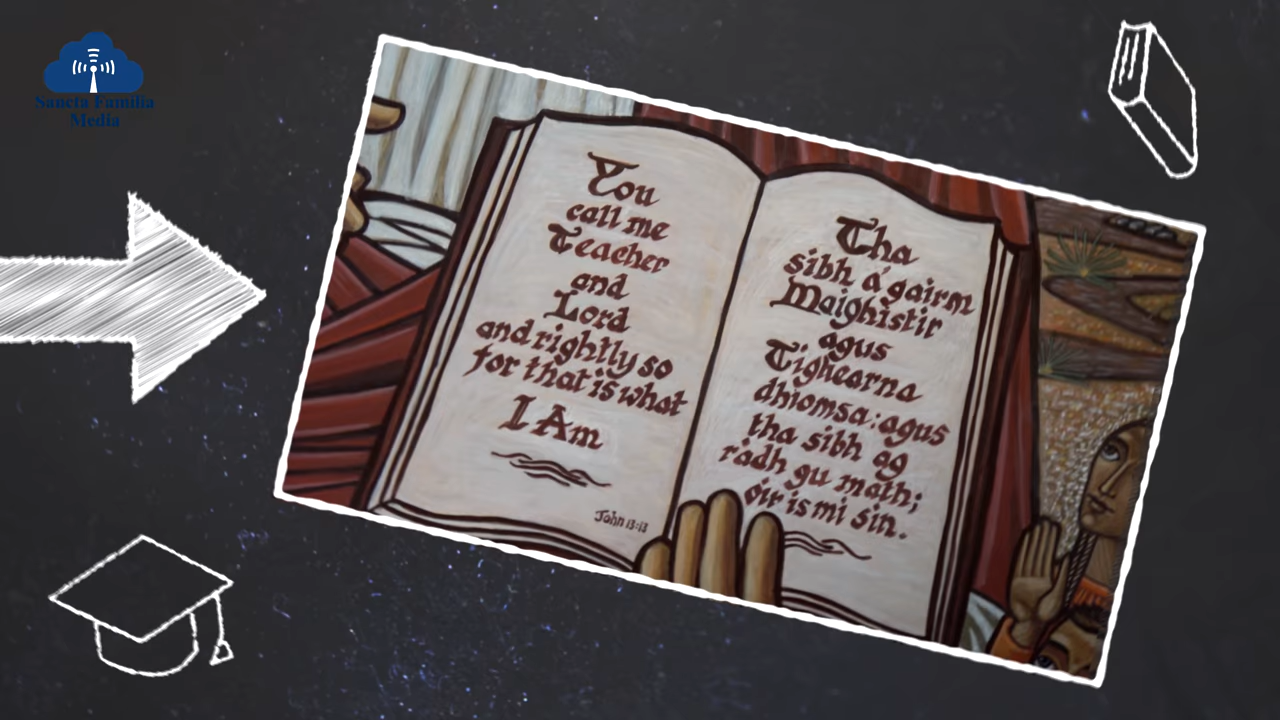 Sancta Familia
Media
You
call me
Teacher
and
Lord
and rightly so
for that is what
I Am
John 13:13
Tha
sibh a' gairm
Maighistir
agus
Tighearna
dhiomsa: agus
tha sibh ag
ràdh gu math;
òir is mi sin.